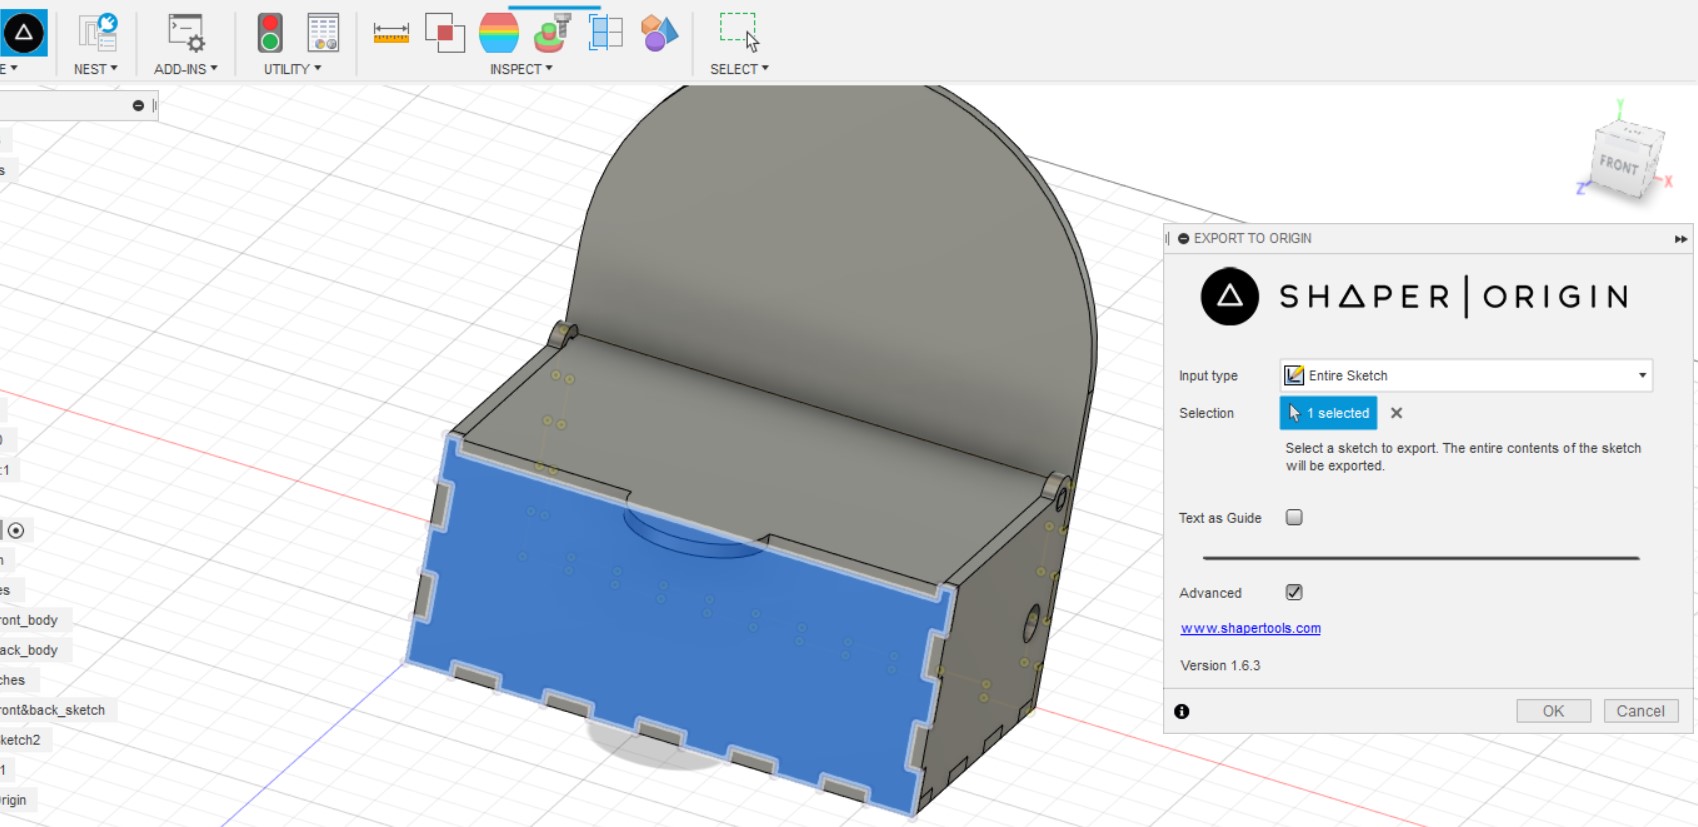 E
NEST
ADD-INS
UTILITY
INSPECT
SELECT
s
:1
es
ront_body
ack_body
ches
ront&back_sketch
ketch2
1
rigin
Y
FRONT
Z
X
EXPORT TO ORIGIN
SHAPER | ORIGIN
Input type
Entire Sketch
Selection
1 selected
Select a sketch to export. The entire contents of the sketch
will be exported.
Text as Guide
Advanced
www.shapertools.com
Version 1.6.3
OK
Cancel